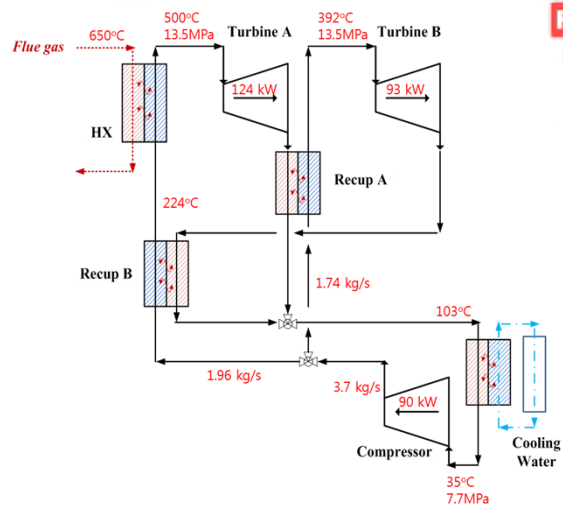 500°C
13.5MPa
Turbine A
392°C
13.5MPa
Turbine B
Flue gas
650°C
124 kW
93 kW
HX
Recup A
224°C
Recup B
1.74 kg/s
103°C
1.96 kg/s
3.7 kg/s
90 kW
Compressor
Cooling
Water
35°C
7.7MPa